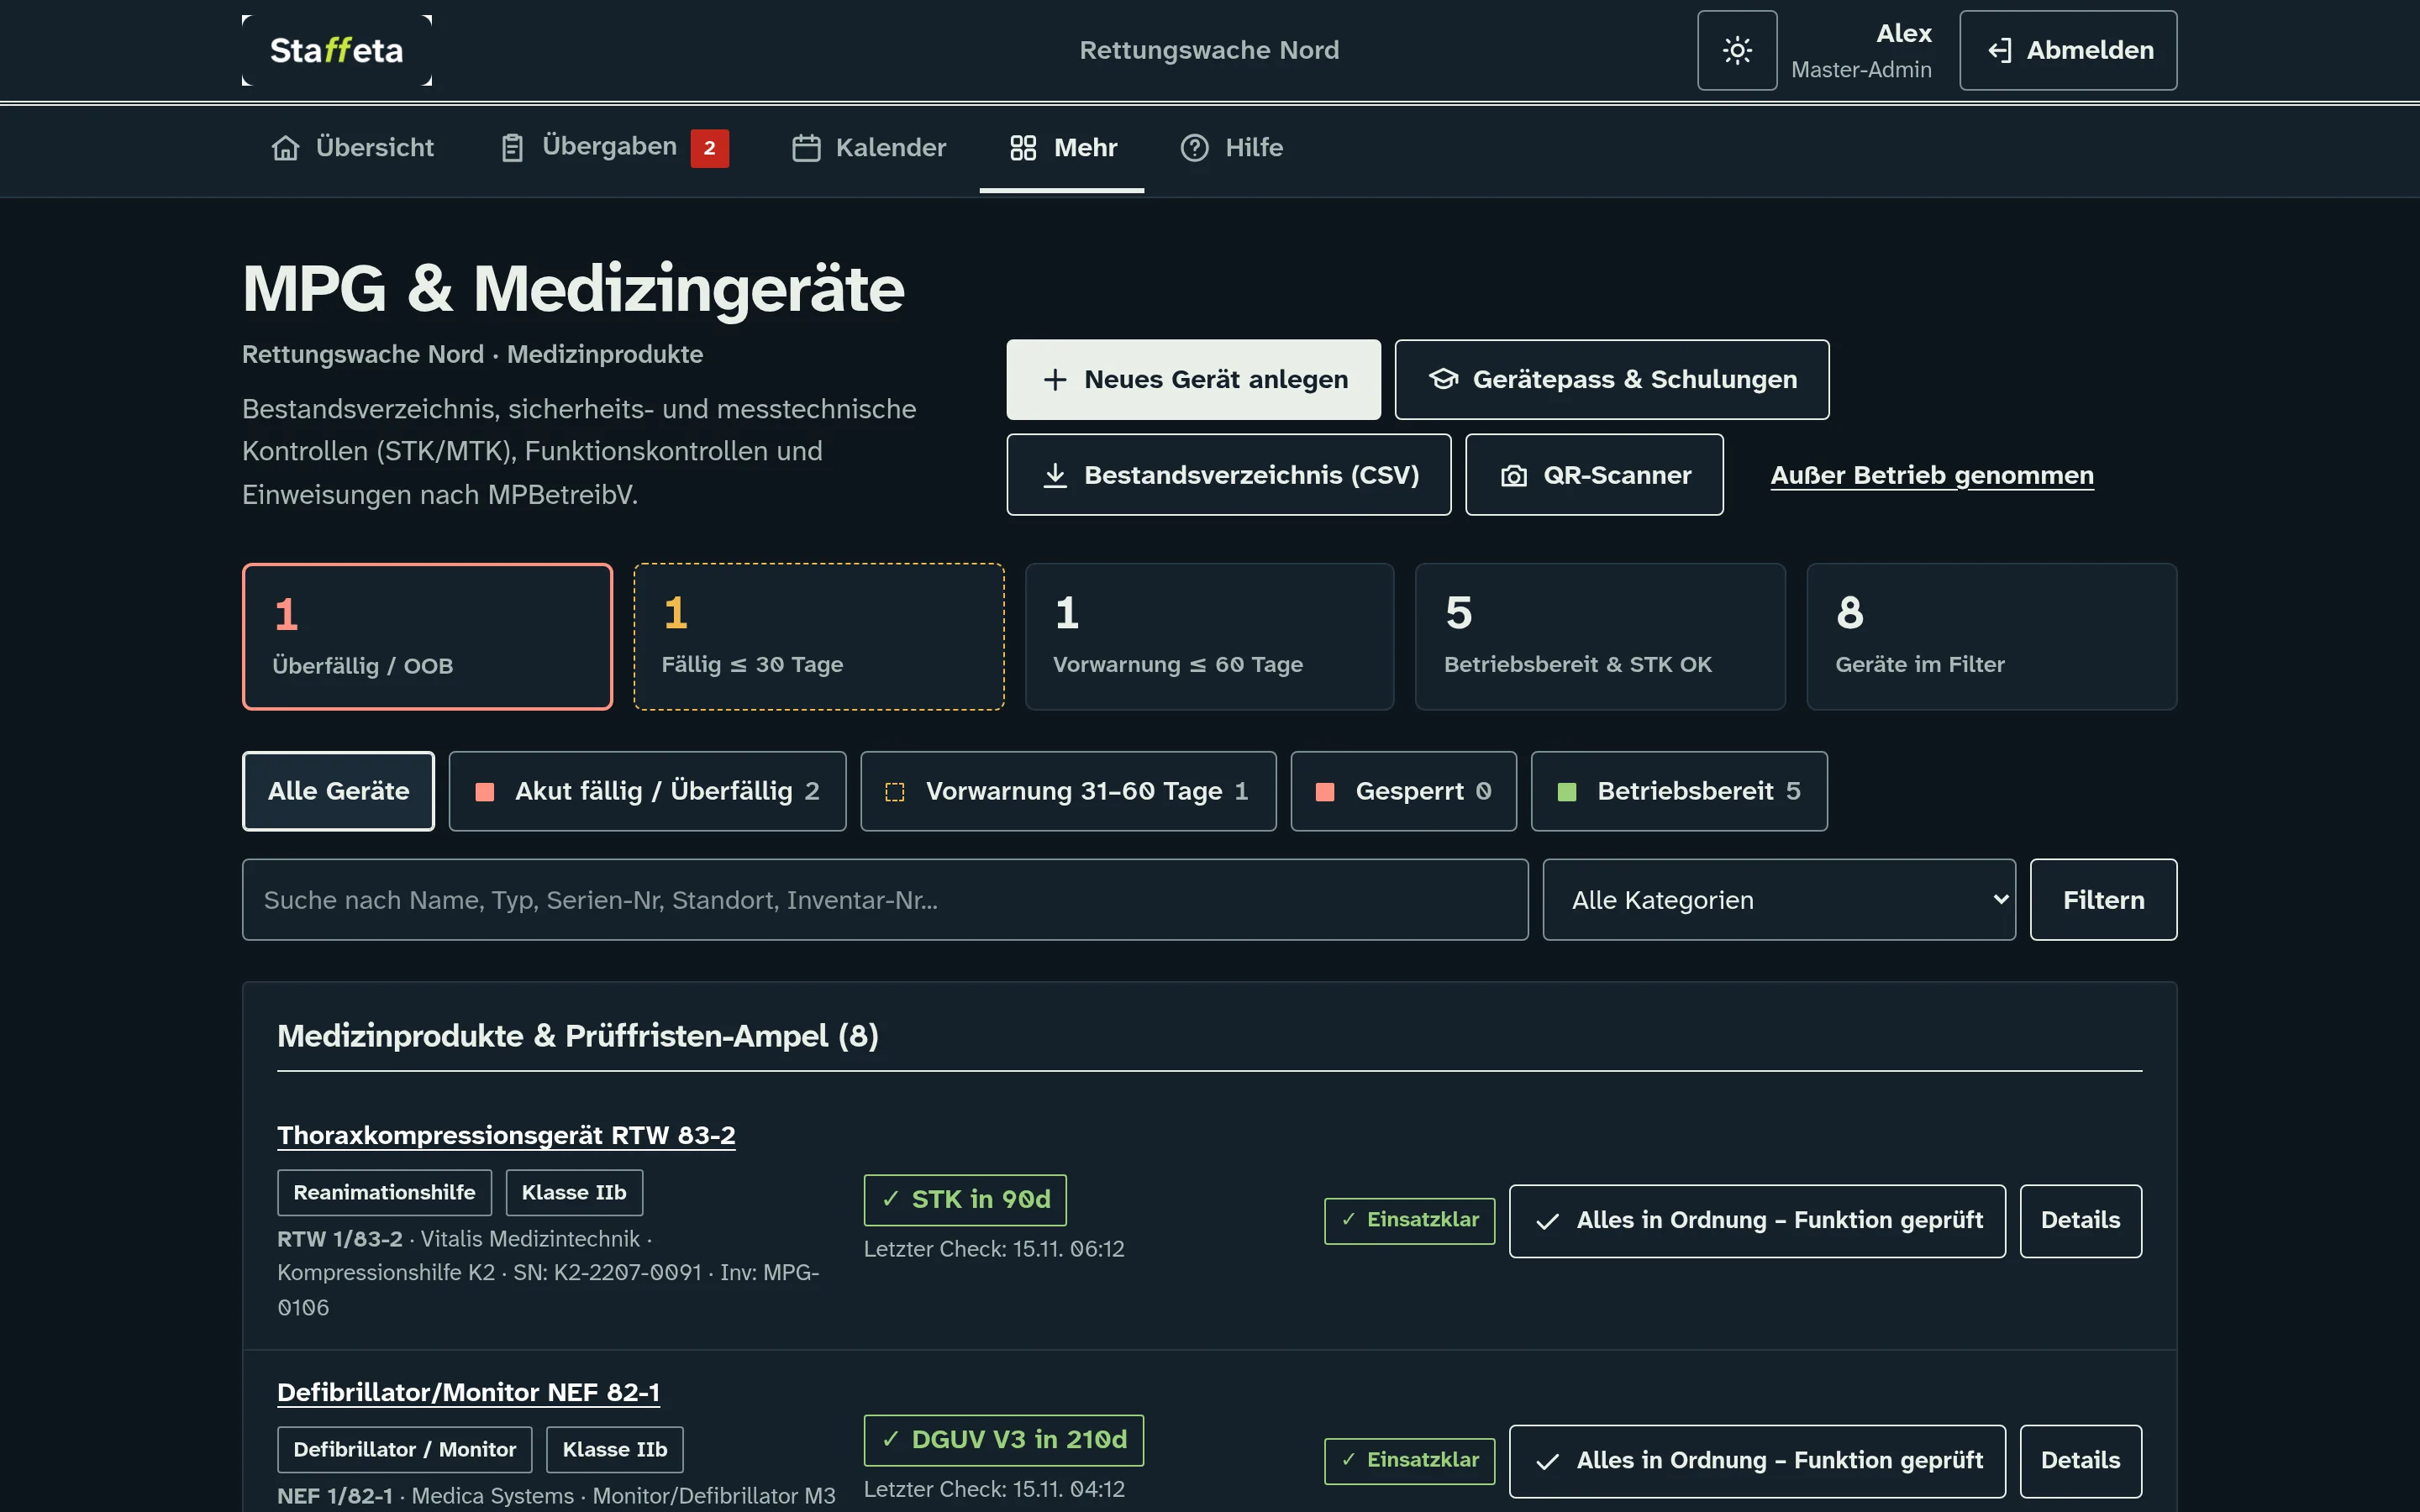 Staffeta
Rettungswache Nord
Alex
Master-Admin
Abmelden
Übersicht
Übergaben 2
Kalender
Mehr
Hilfe
MPG & Medizingeräte
Rettungswache Nord · Medizinprodukte
Bestandsverzeichnis, sicherheits- und messtechnische
Kontrollen (STK/MTK), Funktionskontrollen und
Einweisungen nach MPBetreibV.
Neues Gerät anlegen
Gerätepass & Schulungen
Bestandsverzeichnis (CSV)
QR-Scanner
Außer Betrieb genommen
1
Überfällig / OOB
1
Fällig ≤ 30 Tage
1
Vorwarnung ≤ 60 Tage
5
Betriebsbereit & STK OK
8
Geräte im Filter
Alle Geräte
Akut fällig / Überfällig 2
Vorwarnung 31–60 Tage 1
Gesperrt 0
Betriebsbereit 5
Suche nach Name, Typ, Serien-Nr, Standort, Inventar-Nr...
Alle Kategorien
Filtern
Medizinprodukte & Prüffristen-Ampel (8)
Thoraxkompressionsgerät RTW 83-2
Reanimationshilfe
Klasse IIb
RTW 1/83-2 · Vitalis Medizintechnik ·
Kompressionshilfe K2 · SN: K2-2207-0091 · Inv: MPG-
0106
✓ STK in 90d
Letzter Check: 15.11. 06:12
✓ Einsatzklar
Alles in Ordnung – Funktion geprüft
Details
Defibrillator/Monitor NEF 82-1
Defibrillator / Monitor
Klasse IIb
NEF 1/82-1 · Medica Systems · Monitor/Defibrillator M3
✓ DGUV V3 in 210d
Letzter Check: 15.11. 04:12
✓ Einsatzklar
Alles in Ordnung – Funktion geprüft
Details